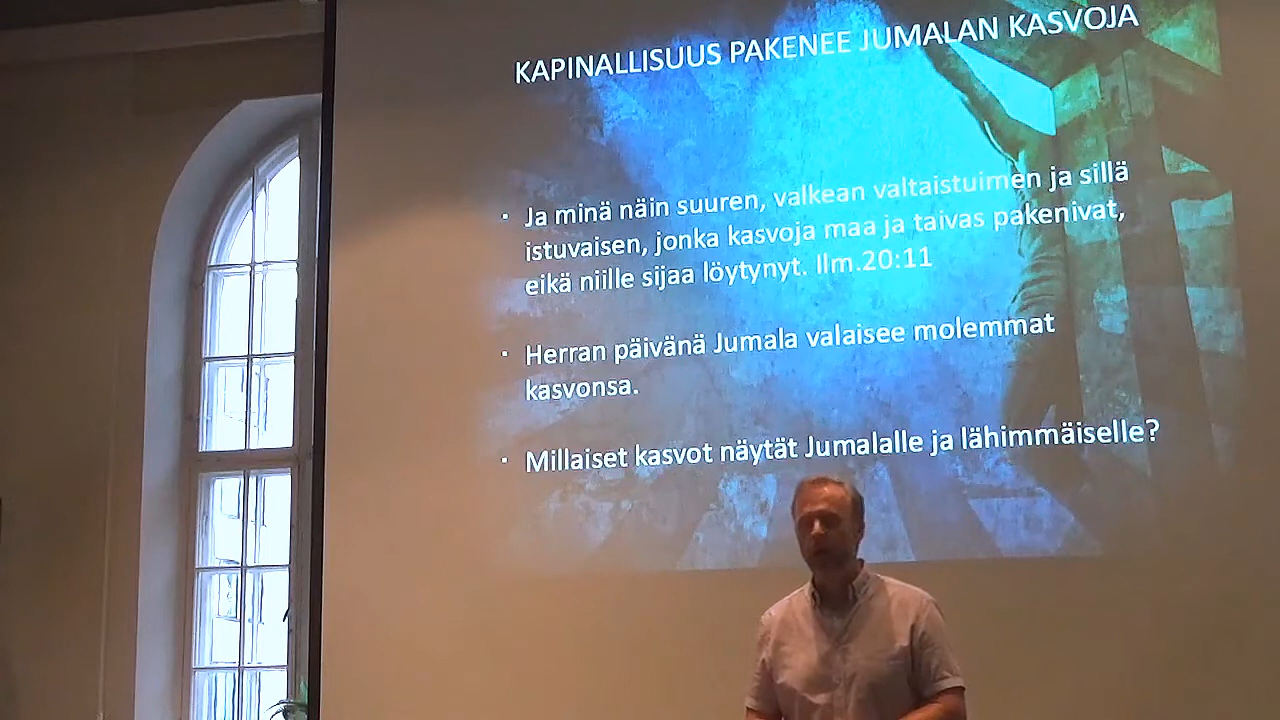 KAPINALLISUUS PAKENEE JUMALAN KASVOJA
· Ja minä näin suuren, valkean valtaistuimen ja sillä
istuvaisen, jonka kasvoja maa ja taivas pakenivat,
eikä niille sijaa löytynyt. Ilm.20:11
· Herran päivänä Jumala valaisee molemmat
kasvonsa.
· Millaiset kasvot näytät Jumalalle ja lähimmäiselle?